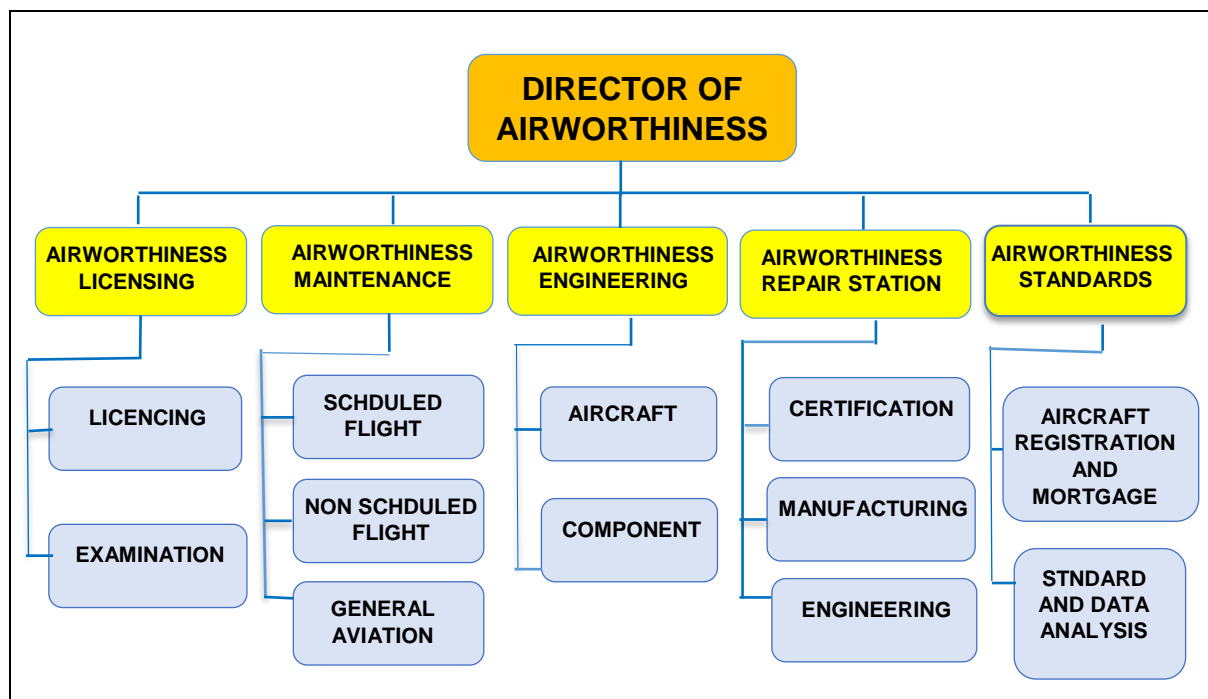 DIRECTOR OF
AIRWORTHINESS
AIRWORTHINESS
LICENSING
AIRWORTHINESS
MAINTENANCE
AIRWORTHINESS
ENGINEERING
AIRWORTHINESS
REPAIR STATION
AIRWORTHINESS
STANDARDS
LICENCING
EXAMINATION
SCHDULED
FLIGHT
NON SCHDULED
FLIGHT
GENERAL
AVIATION
AIRCRAFT
COMPONENT
CERTIFICATION
MANUFACTURING
ENGINEERING
AIRCRAFT
REGISTRATION
AND
MORTGAGE
STNDARD
AND DATA
ANALYSIS